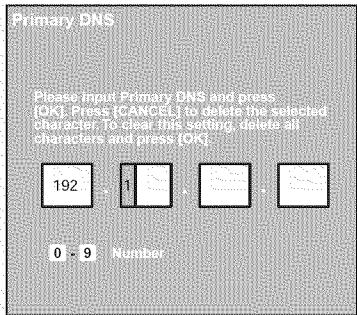 Primary DNS
Please input Primary DNS and press
[OK]. Press [CANCEL] to delete the selected
character. To clear this setting, delete all
characters and press [OK].
192 . 1 . .
0 - 9 Number